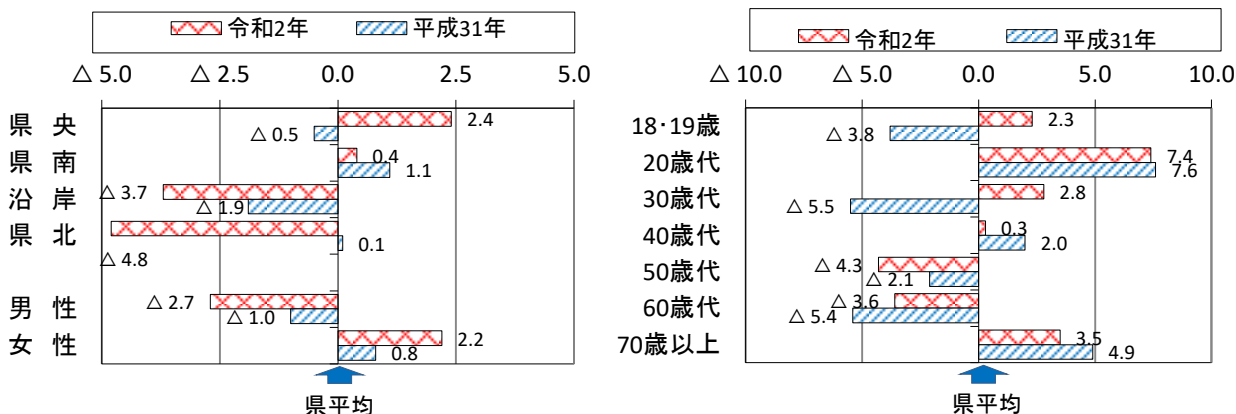 令和2年 平成31年
△ 5.0 △ 2.5 0.0 2.5 5.0
県 央 2.4
△ 0.5
県 南 0.4
1.1
沿 岸 △ 3.7
△ 1.9
県 北 0.1
△ 4.8
男 性 △ 2.7
△ 1.0
女 性 2.2
0.8
県平均
令和2年 平成31年
△ 10.0 △ 5.0 0.0 5.0 10.0
18･19歳 2.3
△ 3.8
20歳代 7.4
7.6
30歳代 2.8
△ 5.5
40歳代 0.3
2.0
50歳代 △ 4.3
△ 2.1
60歳代 △ 3.6
△ 5.4
70歳以上 3.5
4.9
県平均